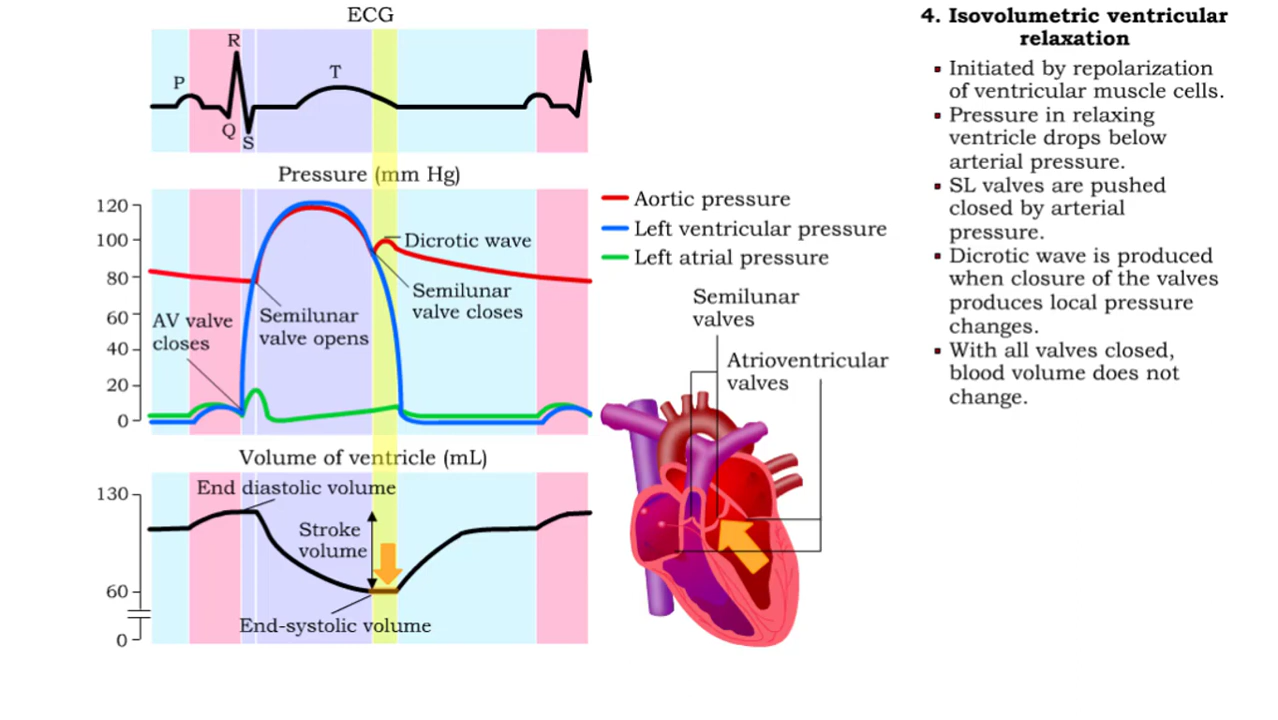 ECG
P
R
Q
S
T
Pressure (mm Hg)
120
100
80
60
40
20
0
Dicrotic wave
Semilunar
valve closes
AV valve
closes
Semilunar
valve opens
Aortic pressure
Left ventricular pressure
Left atrial pressure
Volume of ventricle (mL)
130
60
0
End diastolic volume
Stroke
volume
End-systolic volume
Semilunar
valves
Atrioventricular
valves
4. Isovolumetric ventricular
relaxation
▪ Initiated by repolarization
of ventricular muscle cells.
▪ Pressure in relaxing
ventricle drops below
arterial pressure.
▪ SL valves are pushed
closed by arterial
pressure.
▪ Dicrotic wave is produced
when closure of the valves
produces local pressure
changes.
▪ With all valves closed,
blood volume does not
change.